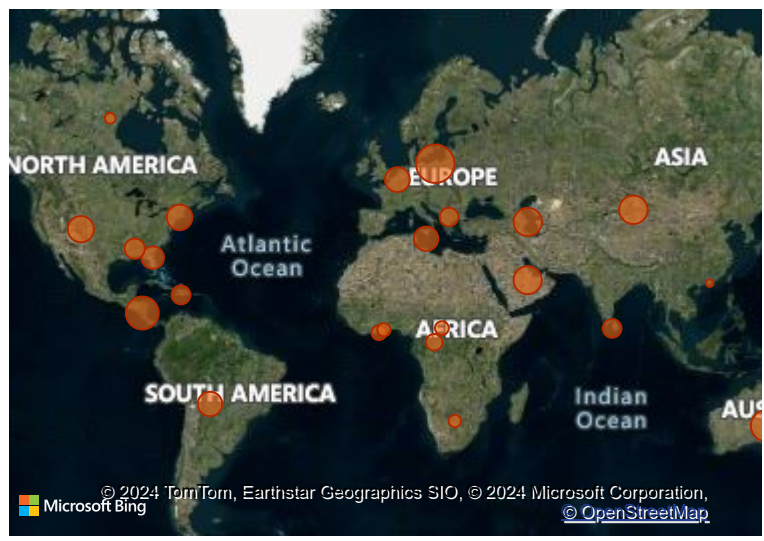 NORTH AMERICA
EUROPE
ASIA
Atlantic
Ocean
AFRICA
SOUTH AMERICA
Indian
Ocean
AUS
© 2024 TomTom, Earthstar Geographics SIO, © 2024 Microsoft Corporation,
Microsoft Bing
© OpenStreetMap